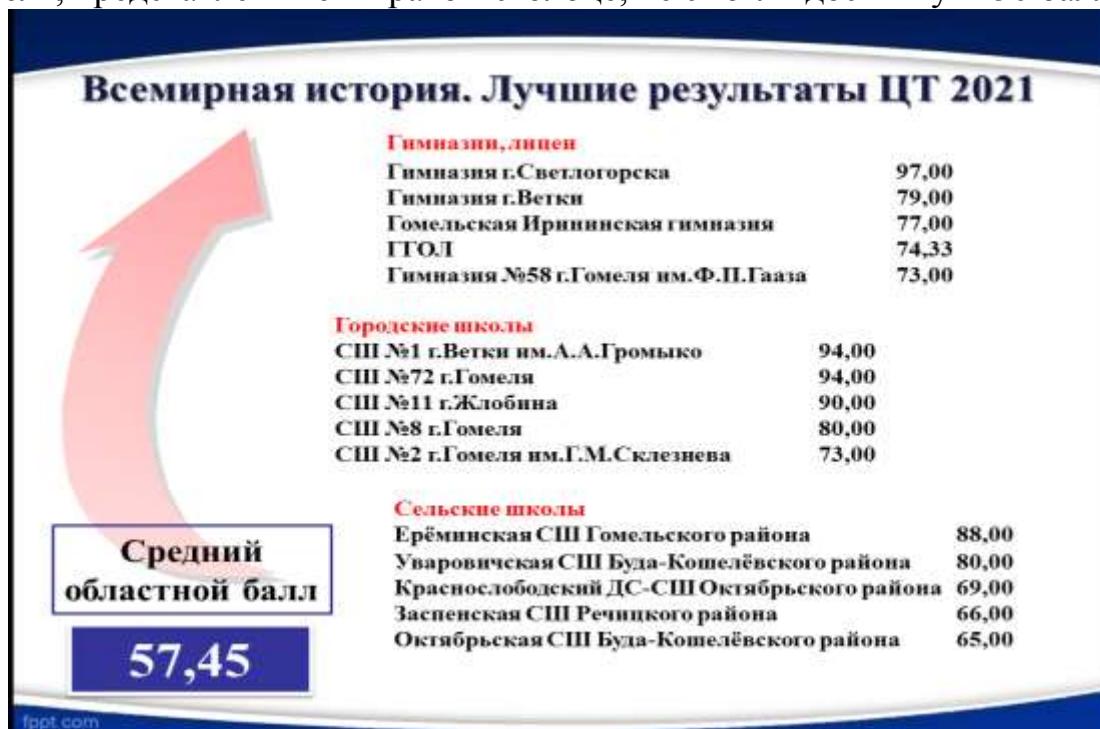 Всемирная история. Лучшие результаты ЦТ 2021
Гимназии, лицеи
Гимназия г.Светлогорска 97,00
Гимназия г.Ветки 79,00
Гомельская Ирининская гимназия 77,00
ГГОЛ 74,33
Гимназия №58 г.Гомеля им.Ф.П.Гааза 73,00
Городские школы
СШ №1 г.Ветки им.А.А.Громыко 94,00
СШ №72 г.Гомеля 94,00
СШ №11 г.Жлобина 90,00
СШ №8 г.Гомеля 80,00
СШ №2 г.Гомеля им.Г.М.Склезнева 73,00
Сельские школы
Ерёминская СШ Гомельского района 88,00
Уваровичская СШ Буда-Кошелёвского района 80,00
Краснослободский ДС-СШ Октябрьского района 69,00
Заспенская СШ Речицкого района 66,00
Октябрьская СШ Буда-Кошелёвского района 65,00
Средний
областной балл
57,45
fppt.com